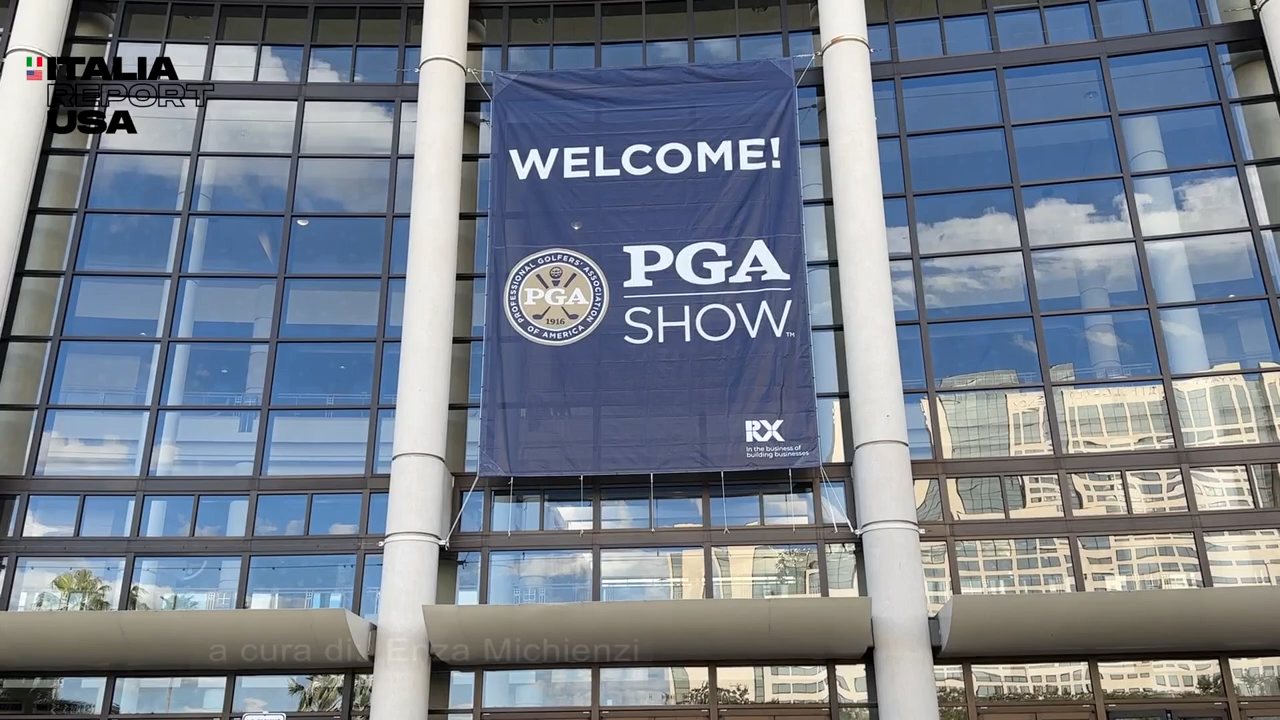 ITALIA
REPORT
USA
WELCOME!
PROFESSIONAL GOLFERS' ASSOCIATION
PGA
1916
OF AMERICA
PGA
SHOW™
RX
In the business of
building businesses
a cura di Enza Michienzi